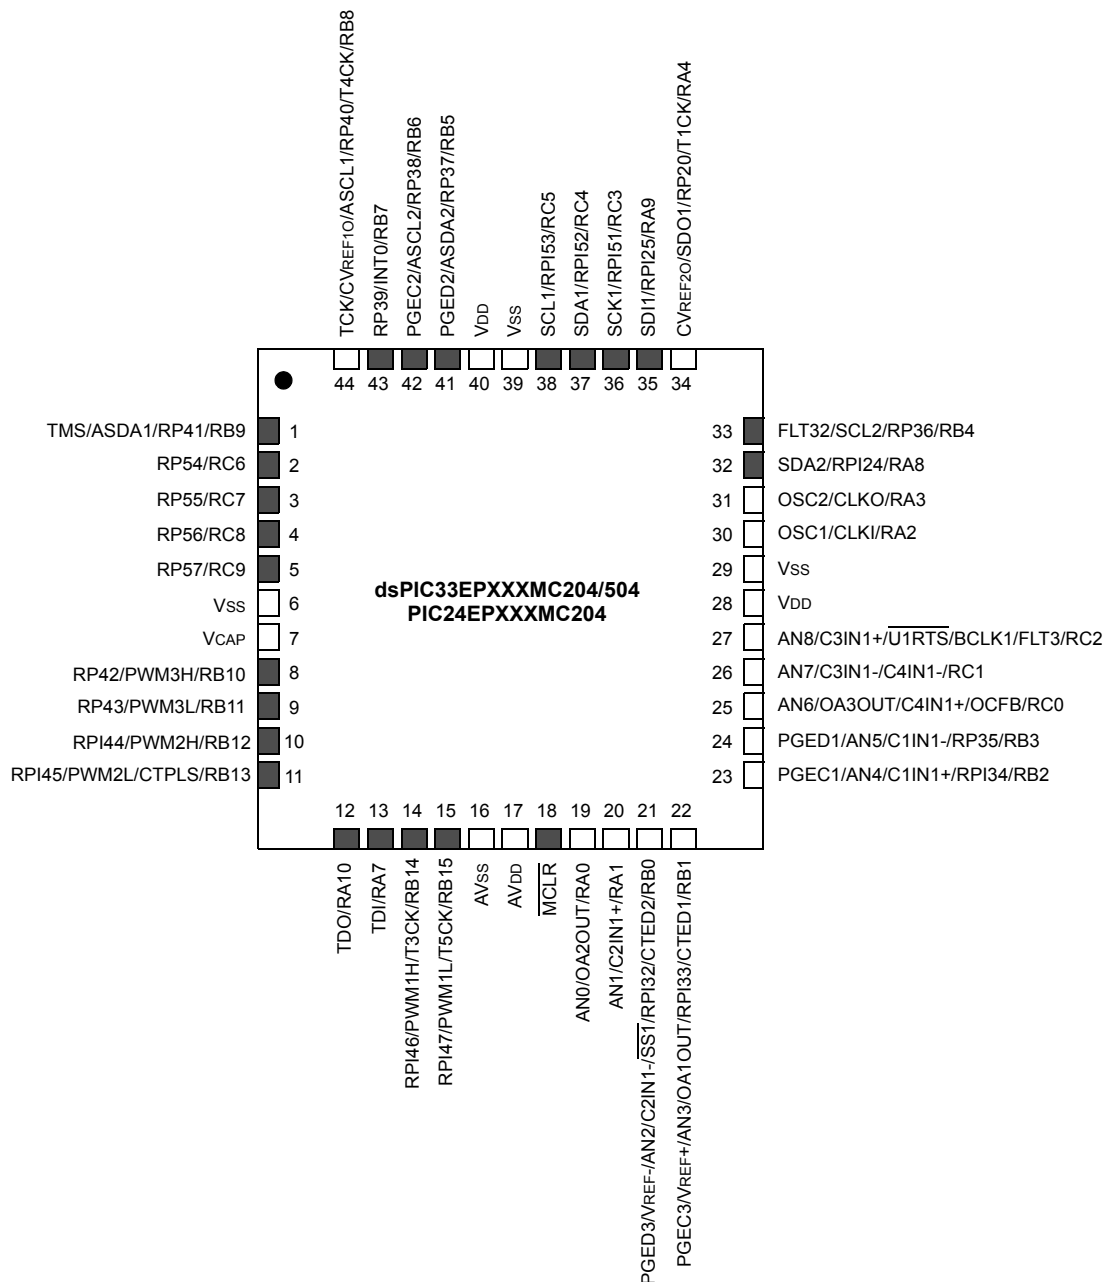 TCK/CVREF1O/ASCL1/RP40/T4CK/RB8
RP39/INT0/RB7
PGEC2/ASCL2/RP38/RB6
PGED2/ASDA2/RP37/RB5
VDD
VSS
SCL1/RPI53/RC5
SDA1/RPI52/RC4
SCK1/RPI51/RC3
SDI1/RPI25/RA9
CVREF2O/SDO1/RP20/T1CK/RA4
44 43 42 41 40 39 38 37 36 35 34
TMS/ASDA1/RP41/RB9 1
RP54/RC6 2
RP55/RC7 3
RP56/RC8 4
RP57/RC9 5
VSS 6
VCAP 7
RP42/PWM3H/RB10 8
RP43/PWM3L/RB11 9
RPI44/PWM2H/RB12 10
RPI45/PWM2L/CTPLS/RB13 11
dsPIC33EPXXXMC204/504
PIC24EPXXXMC204
33 FLT32/SCL2/RP36/RB4
32 SDA2/RPI24/RA8
31 OSC2/CLKO/RA3
30 OSC1/CLKI/RA2
29 VSS
28 VDD
27 AN8/C3IN1+/U1RTS/BCLK1/FLT3/RC2
26 AN7/C3IN1-/C4IN1-/RC1
25 AN6/OA3OUT/C4IN1+/OCFB/RC0
24 PGED1/AN5/C1IN1-/RP35/RB3
23 PGEC1/AN4/C1IN1+/RPI34/RB2
12 13 14 15 16 17 18 19 20 21 22
TDO/RA10
TDI/RA7
RPI46/PWM1H/T3CK/RB14
RPI47/PWM1L/T5CK/RB15
AVSS
AVDD
MCLR
AN0/OA2OUT/RA0
AN1/C2IN1+/RA1
PGED3/VREF-/AN2/C2IN1-/SS1/RPI32/CTED2/RB0
PGEC3/VREF+/AN3/OA1OUT/RPI33/CTED1/RB1